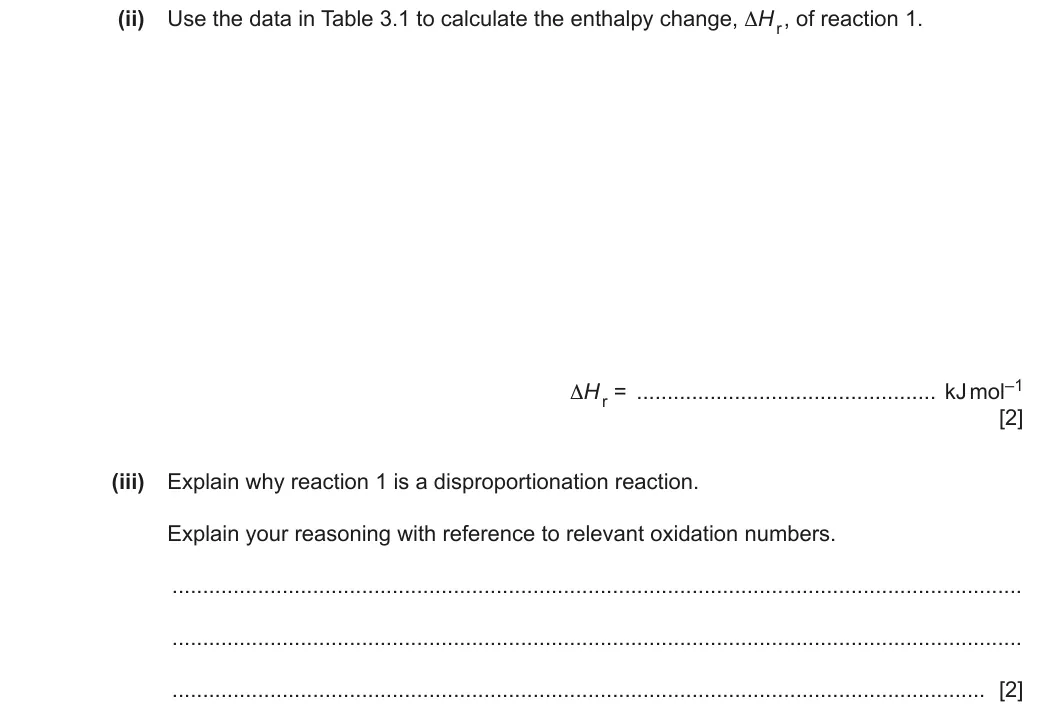 (ii) Use the data in Table 3.1 to calculate the enthalpy change, ΔHr, of reaction 1.
ΔHr = ................................................ kJ mol–1
[2]
(iii) Explain why reaction 1 is a disproportionation reaction.
Explain your reasoning with reference to relevant oxidation numbers.
..........................................................................................................................................
..........................................................................................................................................
.................................................................................................................................... [2]